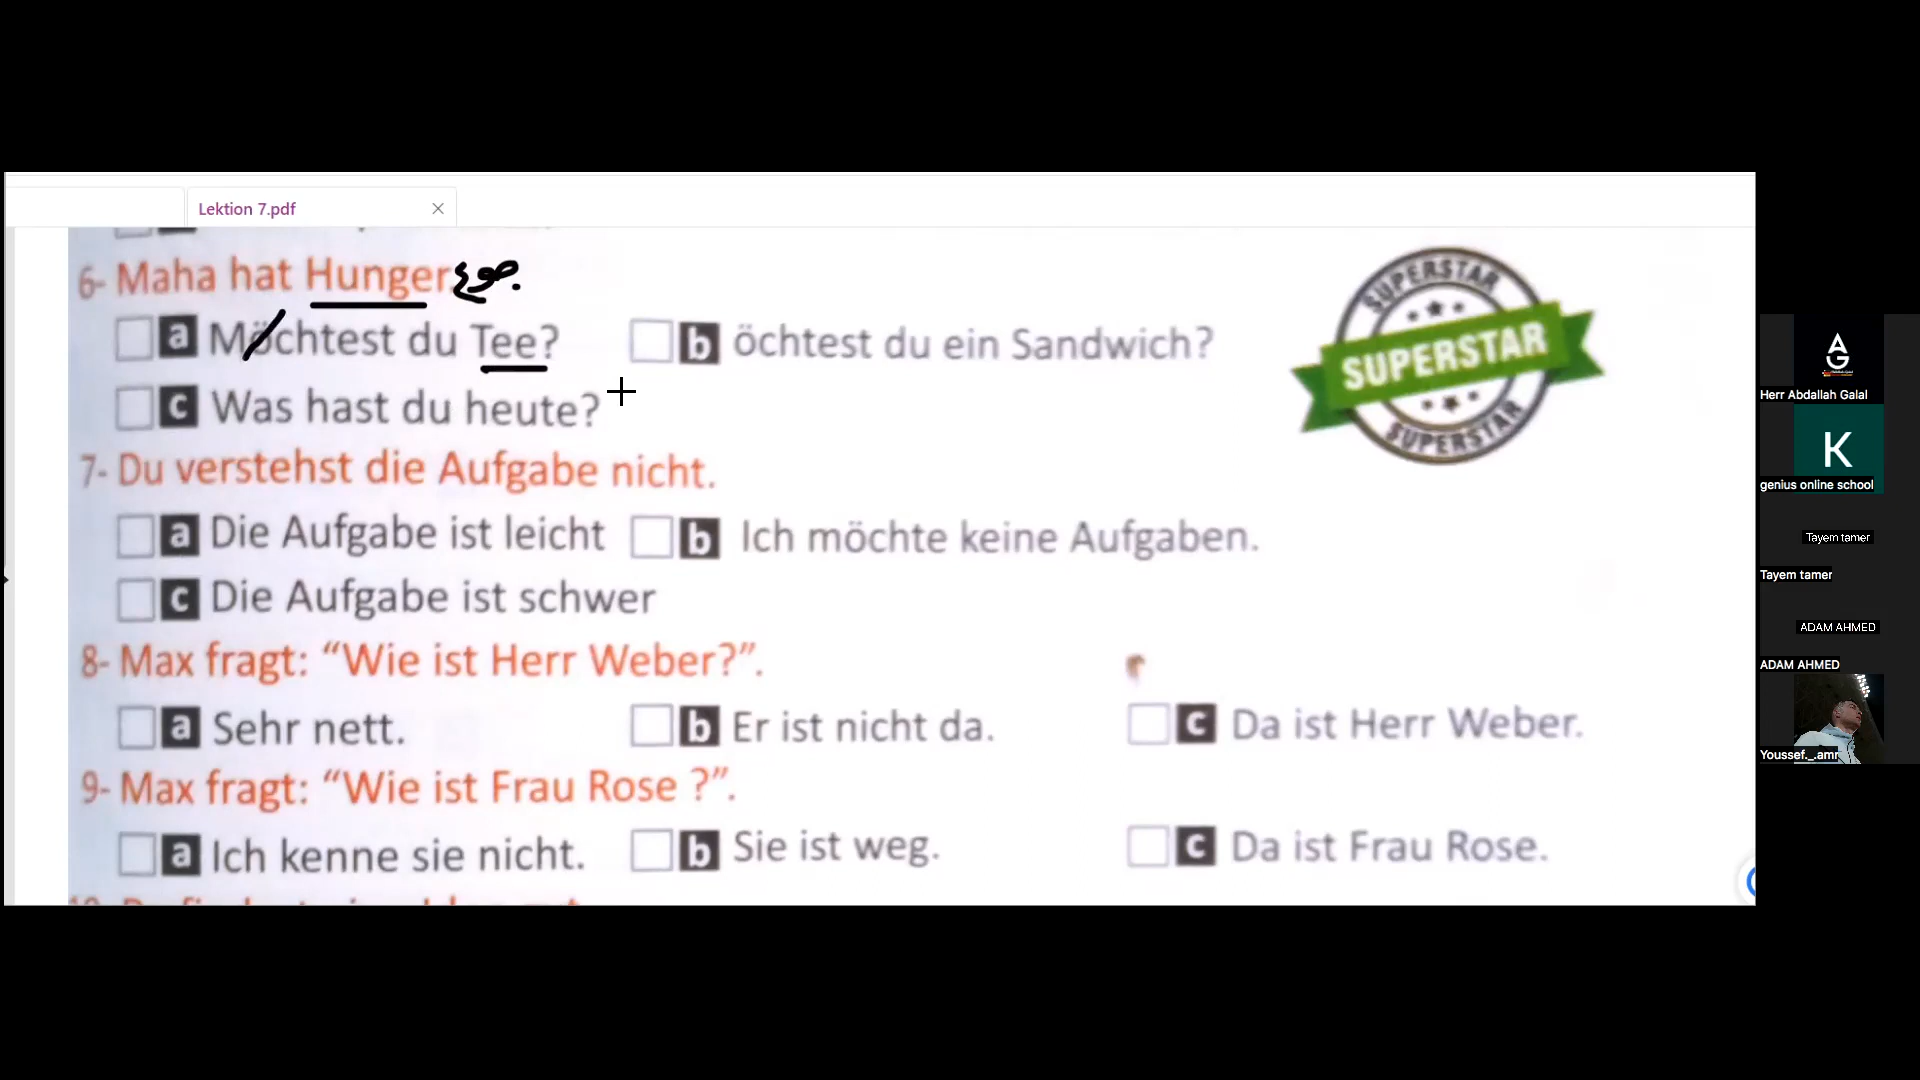 Lektion 7.pdf
6- Maha hat Hunger. جوع
a Möchtest du Tee? b öchtest du ein Sandwich?
c Was hast du heute?
7- Du verstehst die Aufgabe nicht.
a Die Aufgabe ist leicht b Ich möchte keine Aufgaben.
c Die Aufgabe ist schwer
8- Max fragt: “Wie ist Herr Weber?”.
a Sehr nett. b Er ist nicht da. c Da ist Herr Weber.
9- Max fragt: “Wie ist Frau Rose ?”.
a Ich kenne sie nicht. b Sie ist weg. c Da ist Frau Rose.
SUPERSTAR
SUPERSTAR
SUPERSTAR
AG
Herr Abdallah Galal
K
genius online school
Tayem tamer
Tayem tamer
ADAM AHMED
ADAM AHMED
Youssef._.amr